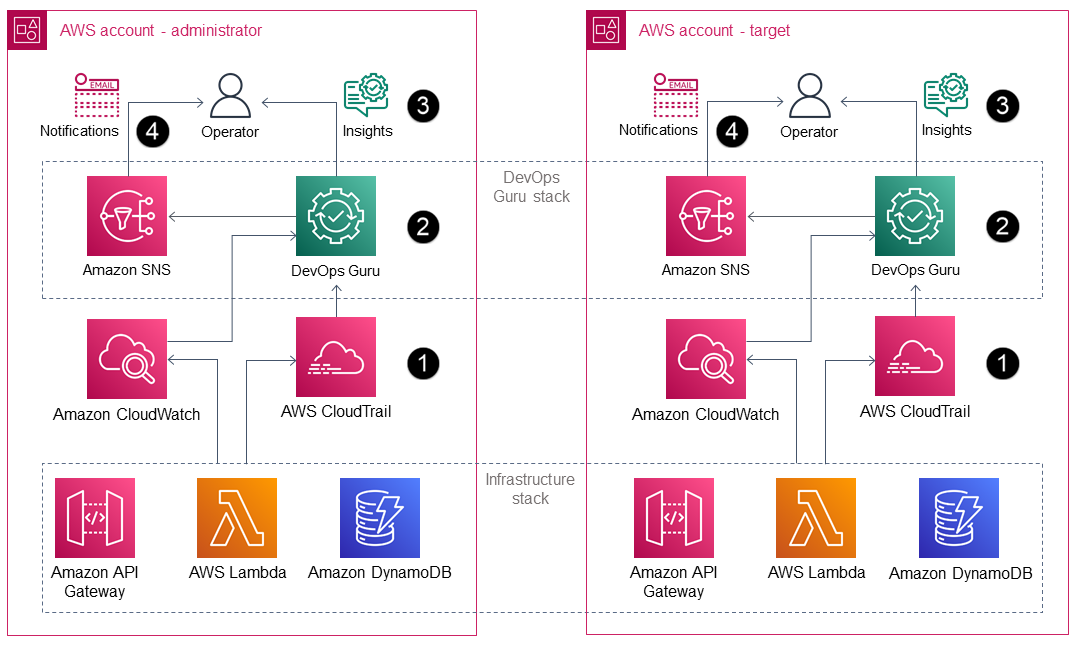 AWS account - administrator
EMAIL
Notifications
4
Operator
Insights
3
Amazon SNS
DevOps Guru
2
Amazon CloudWatch
AWS CloudTrail
1
Amazon API
Gateway
AWS Lambda
Amazon DynamoDB
DevOps
Guru stack
Infrastructure
stack
AWS account - target
EMAIL
Notifications
4
Operator
Insights
3
Amazon SNS
DevOps Guru
2
Amazon CloudWatch
AWS CloudTrail
1
Amazon API
Gateway
AWS Lambda
Amazon DynamoDB